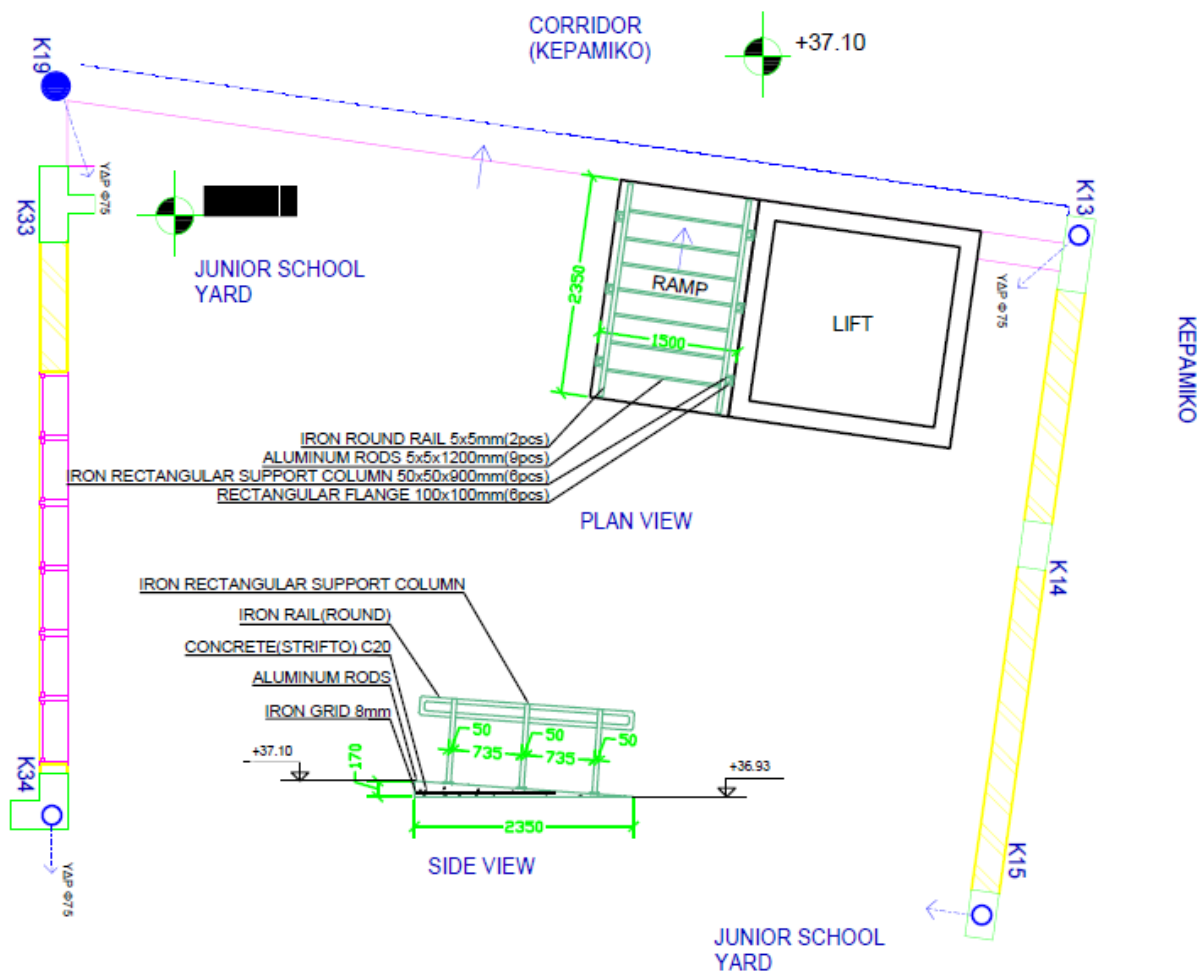 CORRIDOR
(KEPAMIKO)
+37.10
K19
ΥΔΡ Φ75
K33
JUNIOR SCHOOL
YARD
K13
ΥΔΡ Φ75
KEPAMIKO
2350
RAMP
1500
LIFT
IRON ROUND RAIL 5x5mm(2pcs)
ALUMINUM RODS 5x5x1200mm(9pcs)
IRON RECTANGULAR SUPPORT COLUMN 50x50x900mm(6pcs)
RECTANGULAR FLANGE 100x100mm(6pcs)
PLAN VIEW
K14
IRON RECTANGULAR SUPPORT COLUMN
IRON RAIL(ROUND)
CONCRETE(STRIFTO) C20
ALUMINUM RODS
IRON GRID 8mm
50
50
50
735
735
+37.10
170
+36.93
2350
SIDE VIEW
K34
ΥΔΡ Φ75
K15
JUNIOR SCHOOL
YARD